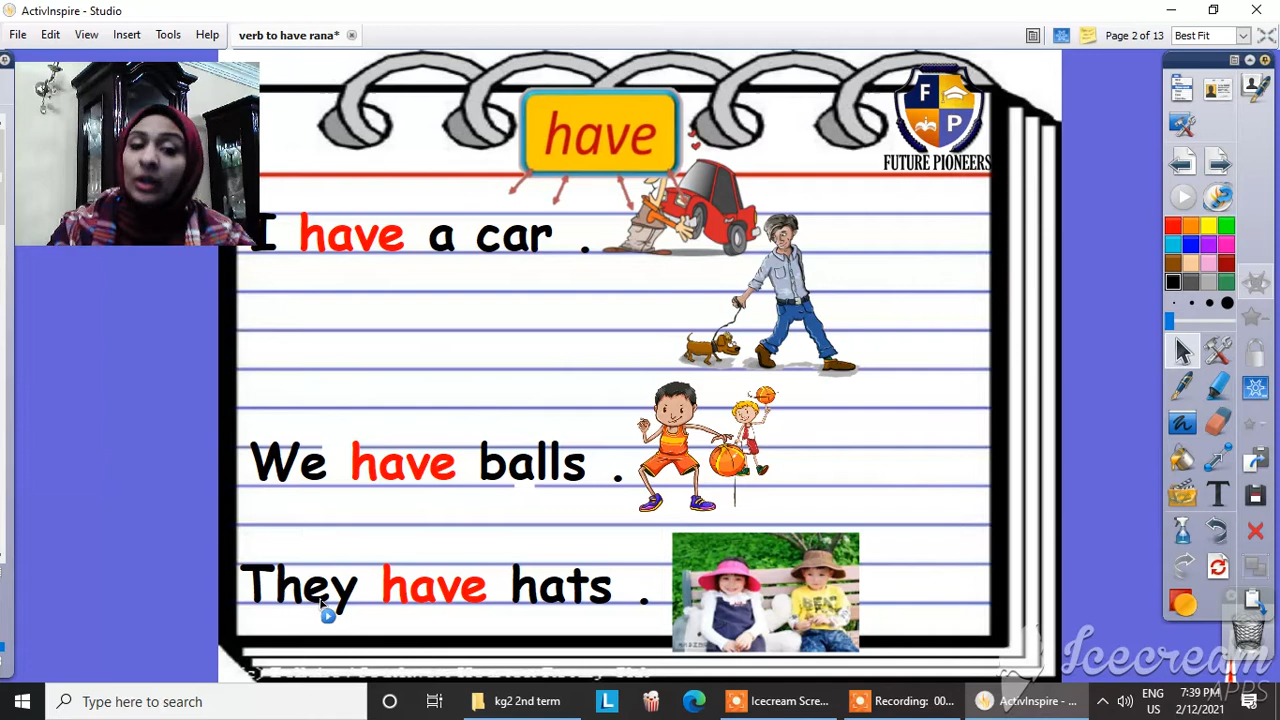 ActivInspire - Studio
File Edit View Insert Tools Help
verb to have rana*
Page 2 of 13
Best Fit
have
F
P
FUTURE PIONEERS
I have a car .
We have balls .
They have hats .
Icecream
APPS
Type here to search
kg2 2nd term
L
Icecream Scre...
Recording: 00...
ActivInspire - ...
ENG
US
7:39 PM
2/12/2021